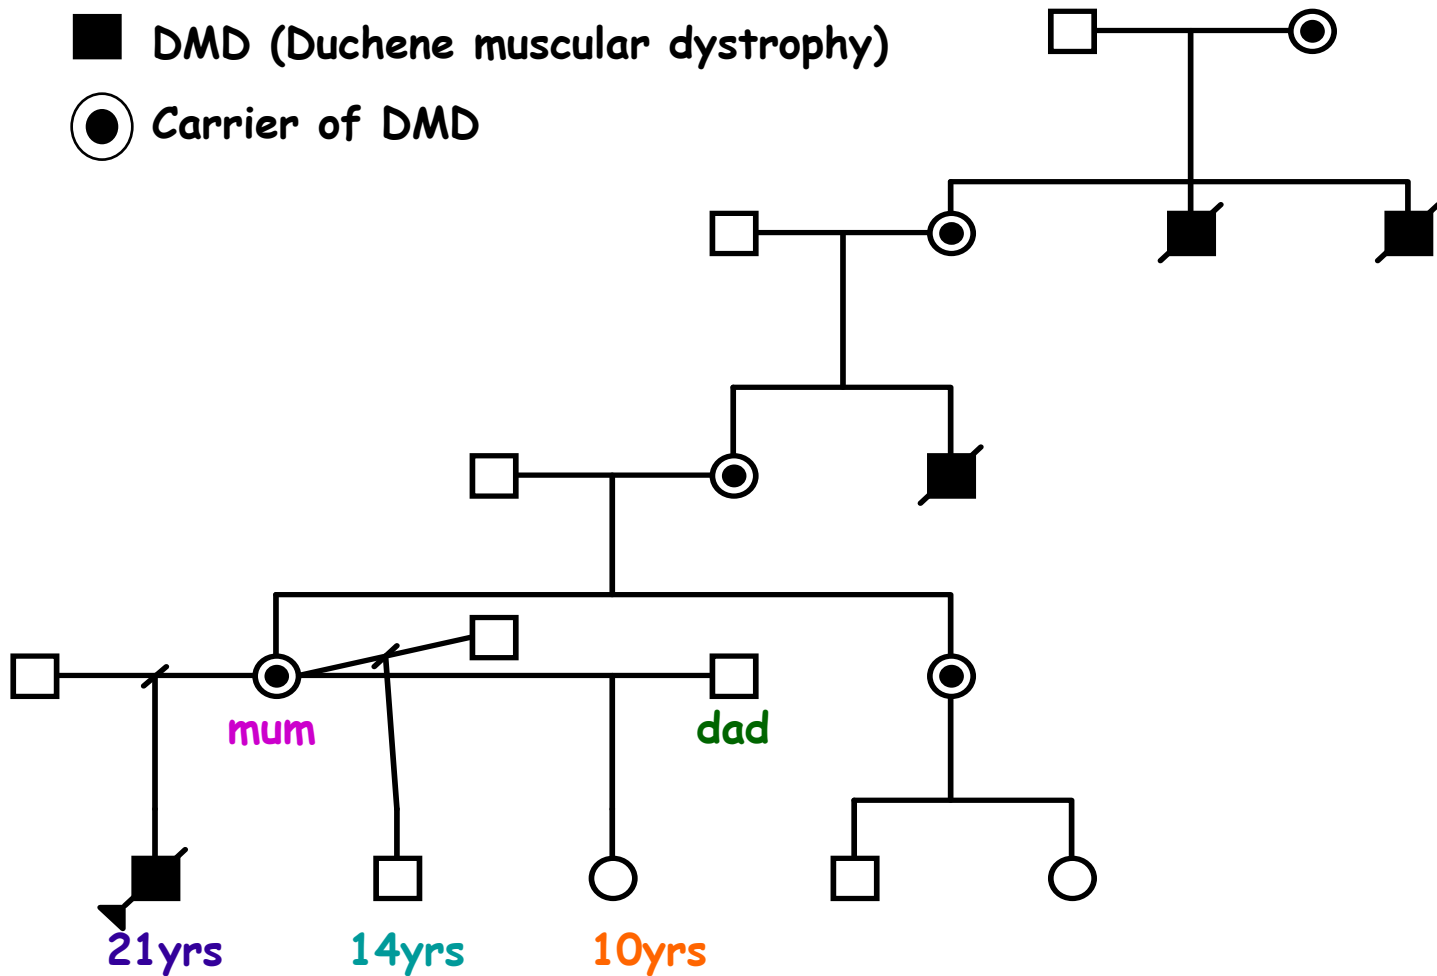 DMD (Duchene muscular dystrophy)
Carrier of DMD
mum
dad
21yrs
14yrs
10yrs